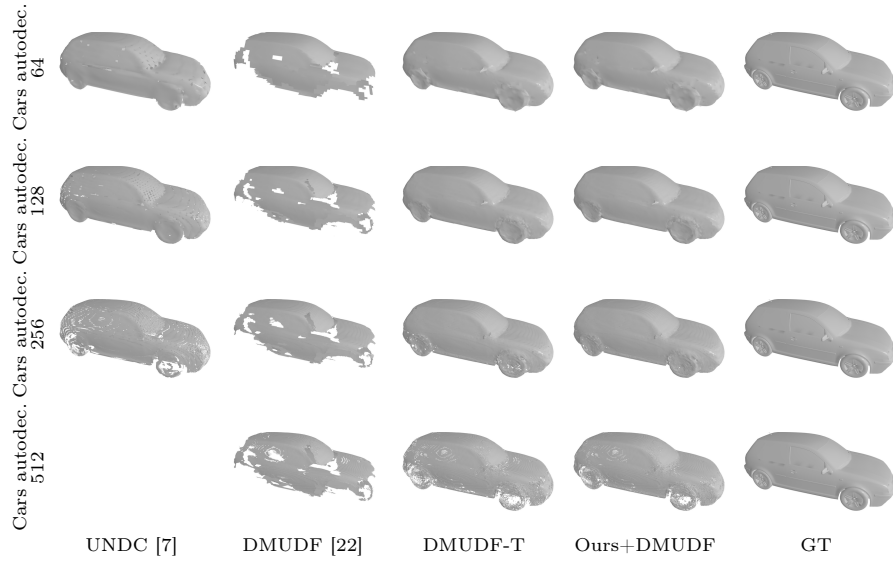 Cars autodec.
64
Cars autodec.
128
Cars autodec.
256
Cars autodec.
512
UNDC [7] DMUDF [22] DMUDF-T Ours+DMUDF GT